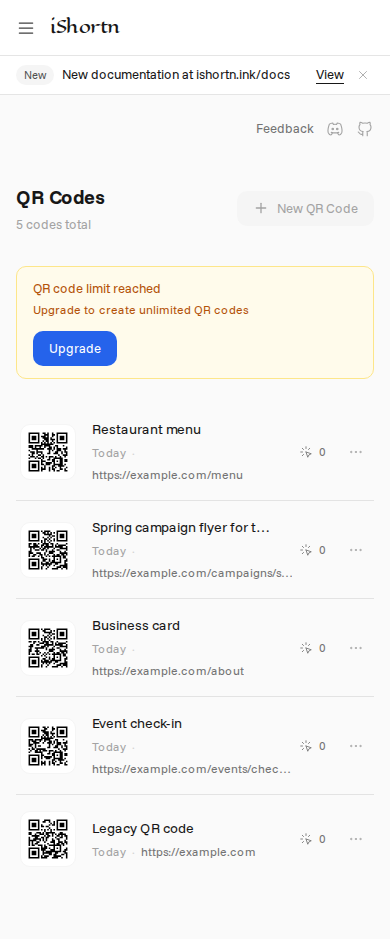 iShortn
New New documentation at ishortn.ink/docs View
Feedback
QR Codes
5 codes total
+ New QR Code
QR code limit reached
Upgrade to create unlimited QR codes
Upgrade
Restaurant menu
Today ·
https://example.com/menu
0 ...
Spring campaign flyer for t...
Today ·
https://example.com/campaigns/s...
0 ...
Business card
Today ·
https://example.com/about
0 ...
Event check-in
Today ·
https://example.com/events/chec...
0 ...
Legacy QR code
Today · https://example.com
0 ...